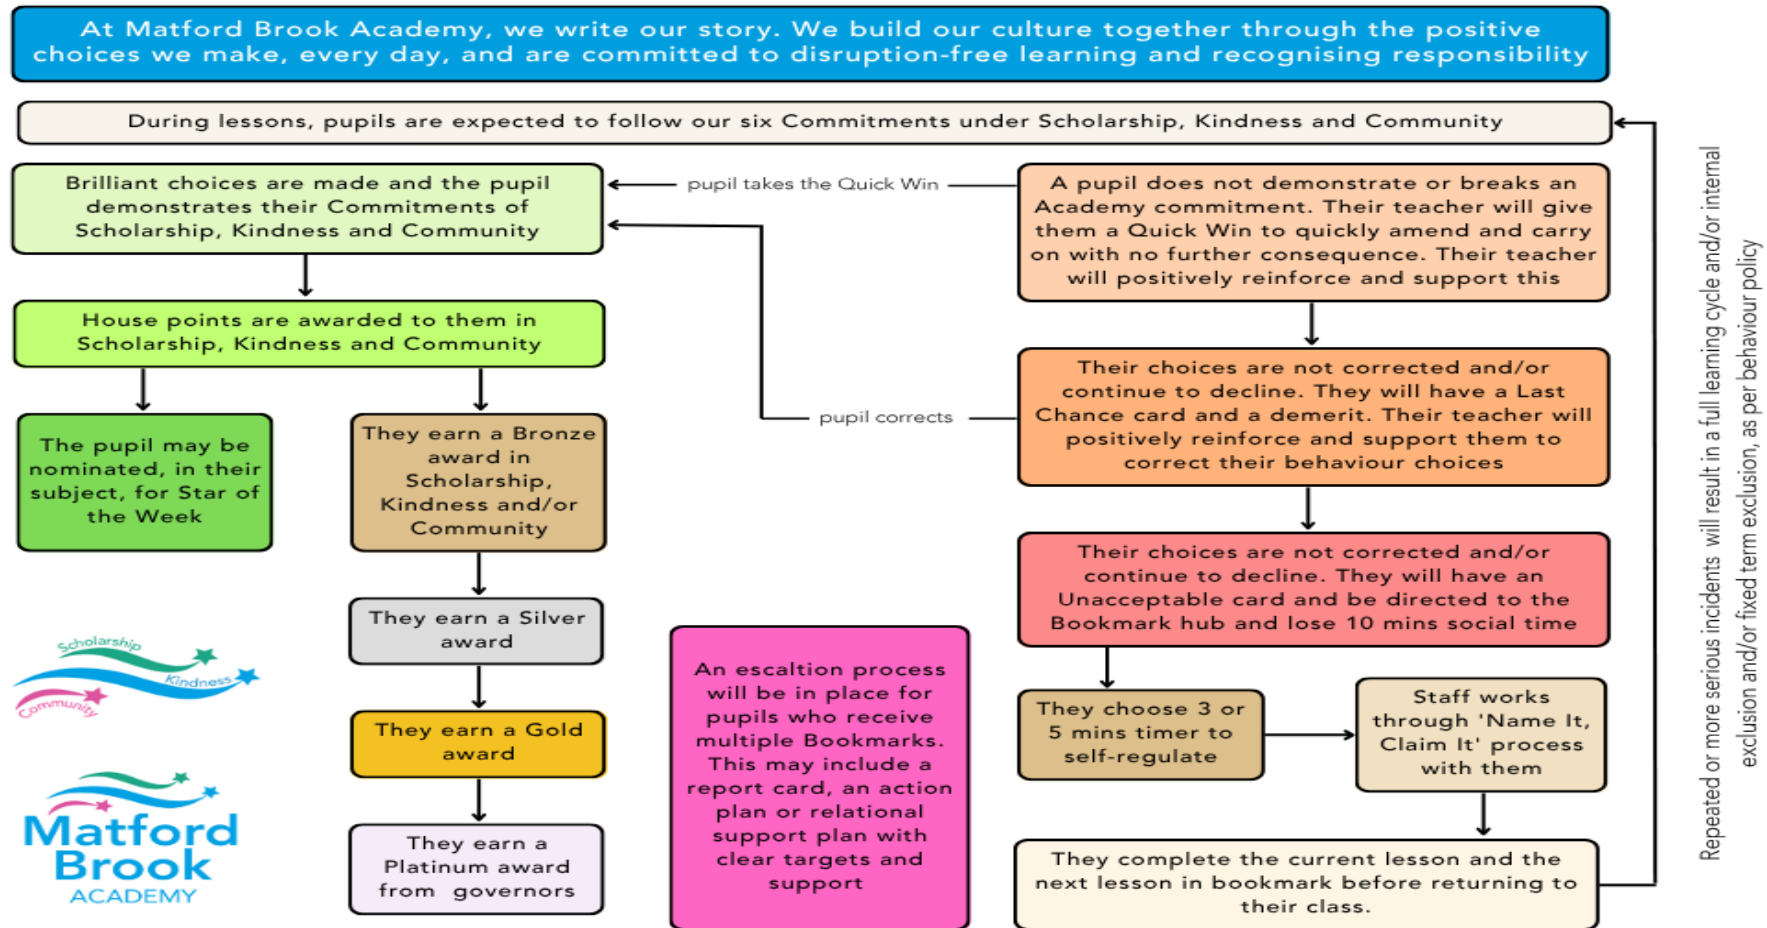 At Matford Brook Academy, we write our story. We build our culture together through the positive
choices we make, every day, and are committed to disruption-free learning and recognising responsibility
During lessons, pupils are expected to follow our six Commitments under Scholarship, Kindness and Community
Brilliant choices are made and the pupil
demonstrates their Commitments of
Scholarship, Kindness and Community
pupil takes the Quick Win
A pupil does not demonstrate or breaks an
Academy commitment. Their teacher will give
them a Quick Win to quickly amend and carry
on with no further consequence. Their teacher
will positively reinforce and support this
House points are awarded to them in
Scholarship, Kindness and Community
Their choices are not corrected and/or
continue to decline. They will have a Last
Chance card and a demerit. Their teacher will
positively reinforce and support them to
correct their behaviour choices
pupil corrects
The pupil may be
nominated, in their
subject, for Star of
the Week
They earn a Bronze
award in
Scholarship,
Kindness and/or
Community
Their choices are not corrected and/or
continue to decline. They will have an
Unacceptable card and be directed to the
Bookmark hub and lose 10 mins social time
They earn a Silver
award
They earn a Gold
award
They earn a
Platinum award
from governors
An escaltion process
will be in place for
pupils who receive
multiple Bookmarks.
This may include a
report card, an action
plan or relational
support plan with
clear targets and
support
They choose 3 or
5 mins timer to
self-regulate
Staff works
through 'Name It,
Claim It' process
with them
They complete the current lesson and the
next lesson in bookmark before returning to
their class.
Scholarship
Kindness
Community
Matford
Brook
ACADEMY
Repeated or more serious incidents will result in a full learning cycle and/or internal
exclusion and/or fixed term exclusion, as per behaviour policy